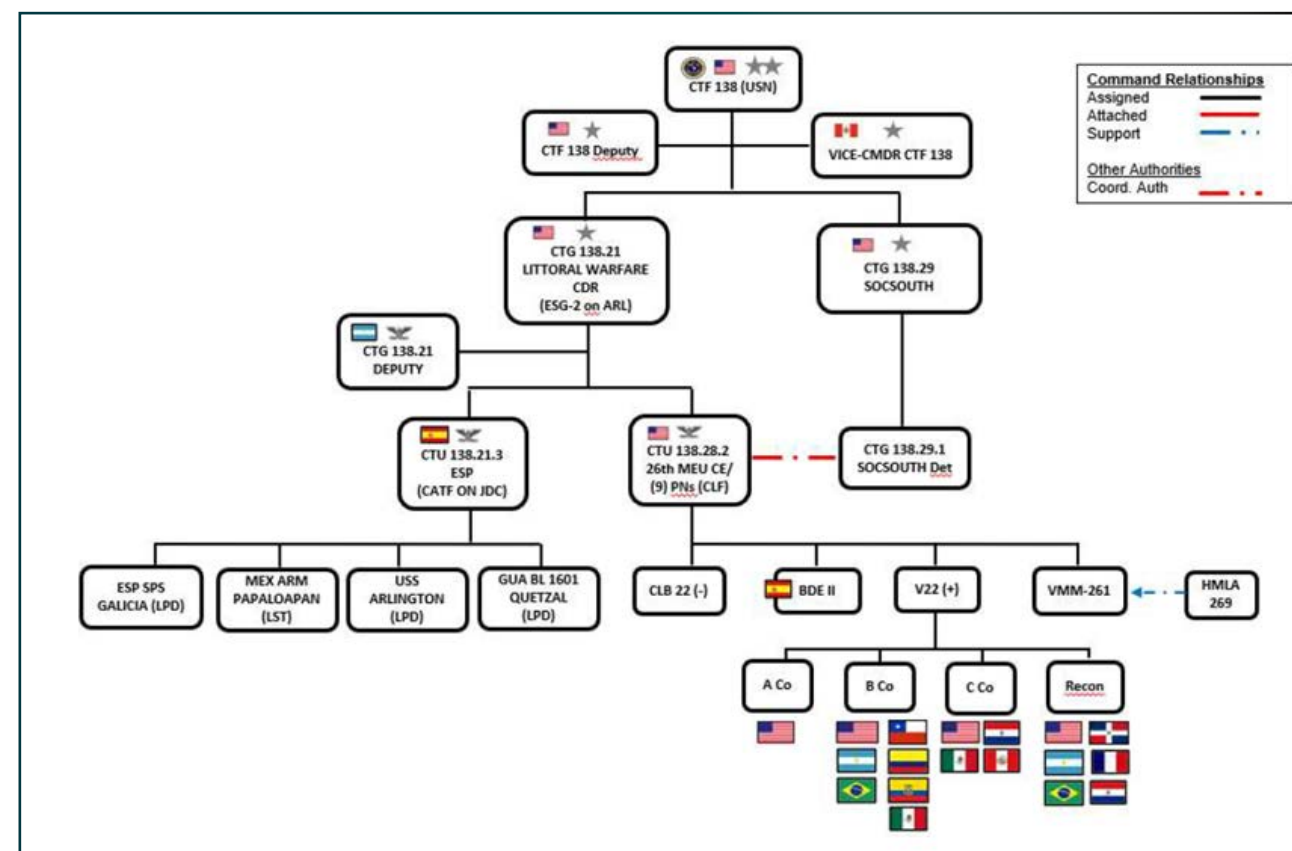 CTF 138 (USN)
CTF 138 Deputy
VICE-CMDR CTF 138
Command Relationships
Assigned
Attached
Support
Other Authorities
Coord. Auth
CTG 138.21
LITTORAL WARFARE
CDR
(ESG-2 on ARL)
CTG 138.29
SOCSOUTH
CTG 138.21
DEPUTY
CTU 138.21.3
ESP
(CATF ON JDC)
CTU 138.28.2
26th MEU CE/
(9) PNs (CLF)
CTG 138.29.1
SOCSOUTH Det
ESP SPS
GALICIA (LPD)
MEX ARM
PAPALOAPAN
(LST)
USS
ARLINGTON
(LPD)
GUA BL 1601
QUETZAL
(LPD)
CLB 22 (-)
BDE II
V22 (+)
VMM-261
HMLA
269
A Co
B Co
C Co
Recon